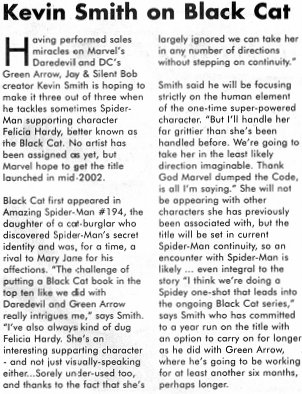 Kevin Smith on Black Cat
Having performed sales
miracles on Marvel's
Daredevil and DC's
Green Arrow, Jay & Silent Bob
creator Kevin Smith is hoping to
make it three out of three when
he tackles sometimes Spider-
Man supporting character
Felicia Hardy, better known as
the Black Cat. No artist has
been assigned as yet, but
Marvel hope to get the title
launched in mid-2002.
Black Cat first appeared in
Amazing Spider-Man #194, the
daughter of a cat-burglar who
discovered Spider-Man's secret
identity and was, for a time, a
rival to Mary Jane for his
affections. "The challenge of
putting a Black Cat book in the
top ten like we did with
Daredevil and Green Arrow
really intrigues me," says Smith.
"I've also always kind of dug
Felicia Hardy. She's an
interesting supporting character
- and not just visually-speaking
either...Sorely under-used too,
and thanks to the fact that she's
largely ignored we can take her
in any number of directions
without stepping on continuity."
Smith said he will be focusing
strictly on the human element
of the one-time super-powered
character. "But I'll handle her
far grittier than she's been
handled before. We're going to
take her in the least likely
direction imaginable. Thank
God Marvel dumped the Code,
is all I'm saying." She will not
be appearing with other
characters she has previously
been associated with, but the
title will be set in current
Spider-Man continuity, so an
encounter with Spider-Man is
likely ... even integral to the
story "I think we're doing a
Spidey one-shot that leads into
the ongoing Black Cat series,"
says Smith who has committed
to a year run on the title with
an option to carry on for longer
as he did with Green Arrow,
where he's going to be working
for at least another six months,
perhaps longer.